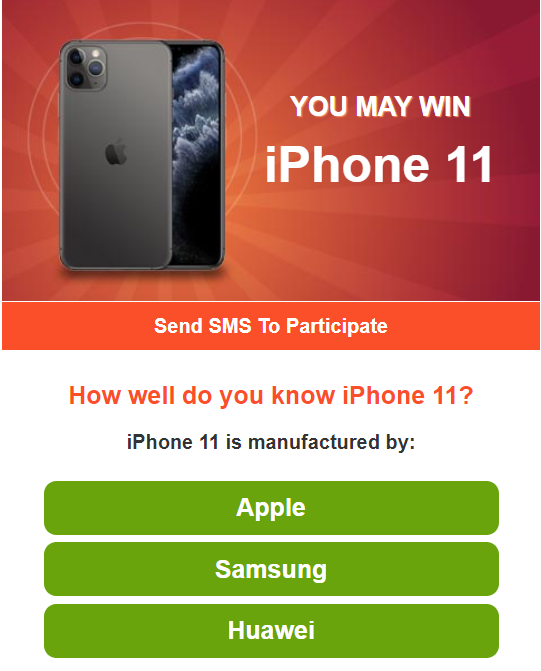 YOU MAY WIN
iPhone 11
Send SMS To Participate
How well do you know iPhone 11?
iPhone 11 is manufactured by:
Apple
Samsung
Huawei